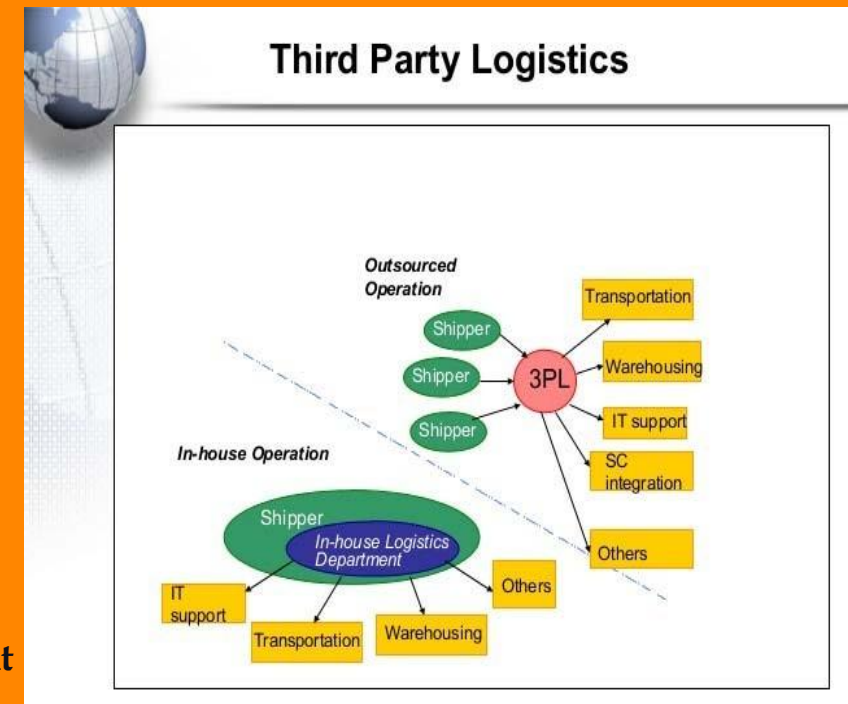 Third Party Logistics
Outsourced
Operation
Transportation
Shipper
Warehousing
Shipper
3PL
IT support
Shipper
SC
integration
Others
In-house Operation
Shipper
In-house Logistics
Department
IT
support
Transportation
Warehousing
Others